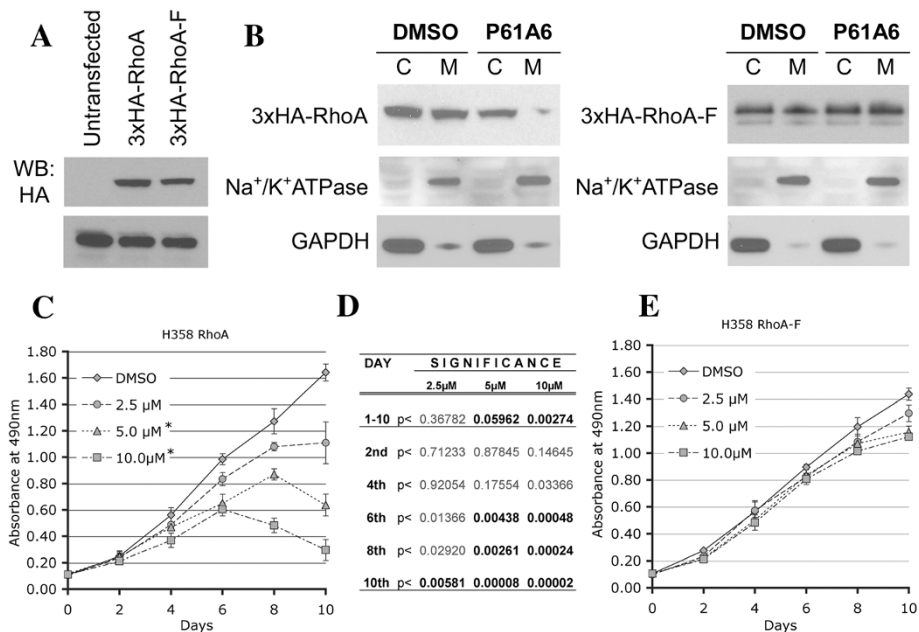 A
Untransfected
3xHA-RhoA
3xHA-RhoA-F
WB:
HA
B
DMSO P61A6
C M C M
3xHA-RhoA
Na⁺/K⁺ATPase
GAPDH
DMSO P61A6
C M C M
3xHA-RhoA-F
Na⁺/K⁺ATPase
GAPDH
C
H358 RhoA
Absorbance at 490nm
1.80
1.60
1.40
1.20
1.00
0.80
0.60
0.40
0.20
0.00
DMSO
2.5 µM
5.0 µM *
10.0µM *
0 2 4 6 8 10
Days
D
DAY SIGNIFICANCE
2.5µM 5µM 10µM
1-10 p< 0.36782 0.05962 0.00274
2nd p< 0.71233 0.87845 0.14645
4th p< 0.92054 0.17554 0.03366
6th p< 0.01366 0.00438 0.00048
8th p< 0.02920 0.00261 0.00024
10th p< 0.00581 0.00008 0.00002
E
H358 RhoA-F
Absorbance at 490nm
1.80
1.60
1.40
1.20
1.00
0.80
0.60
0.40
0.20
0.00
DMSO
2.5 µM
5.0 µM
10.0µM
0 2 4 6 8 10
Days